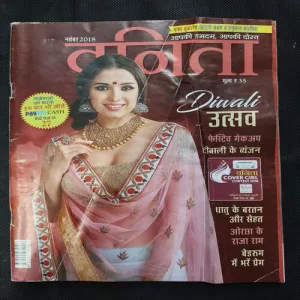 नवंबर 2018
वनिता
आपकी हमदम, आपकी दोस्त
मूल्य ₹ 35
Diwali
उत्सव
फेस्टिव मेकअप
दीवाली के व्यंजन
वनिता
COVER GIRL
धातु के बरतन
और सेहत
ओरछा के
राजा राम
बेडरूम
में भरें प्रेम